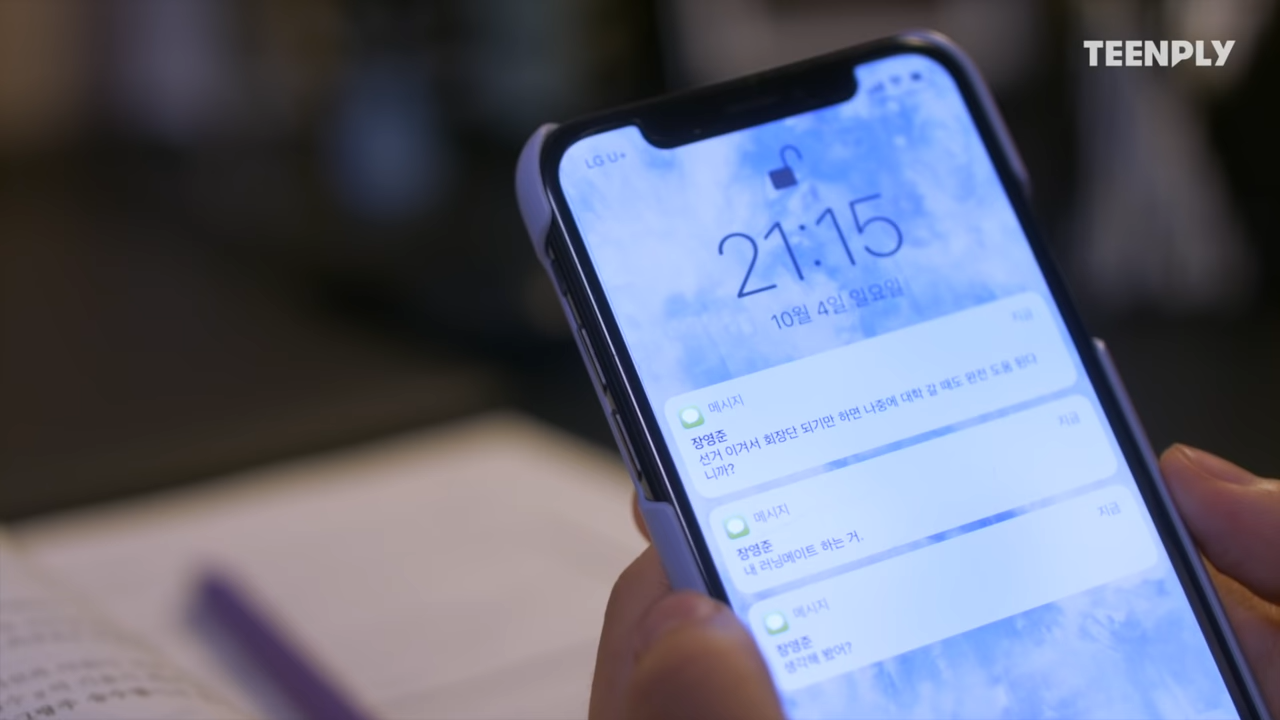 TEENPLY
LG U+
21:15
10월 4일 일요일
메시지
지금
장영준
선거 이겨서 회장단 되기만 하면 나중에 대학 갈 때도 완전 도움 된다
니까?
메시지
지금
장영준
내 러닝메이트 하는 거.
메시지
지금
장영준
생각해 봤어?